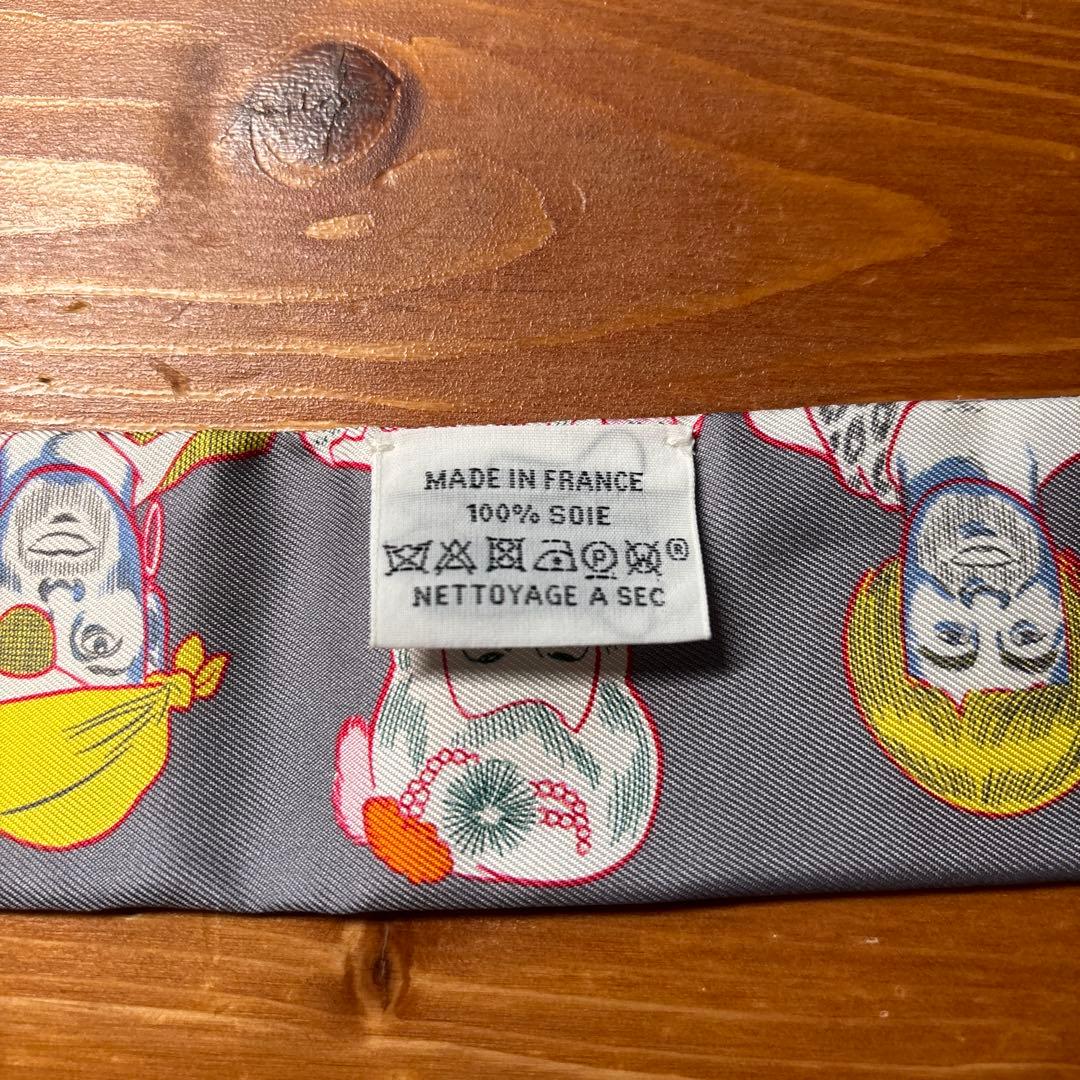 MADE IN FRANCE
100% SOIE
P W ®
NETTOYAGE A SEC